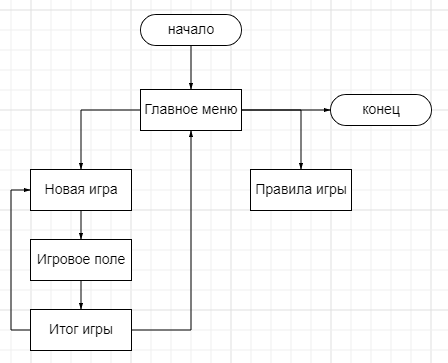 начало
Главное меню
конец
Новая игра
Правила игры
Игровое поле
Итог игры